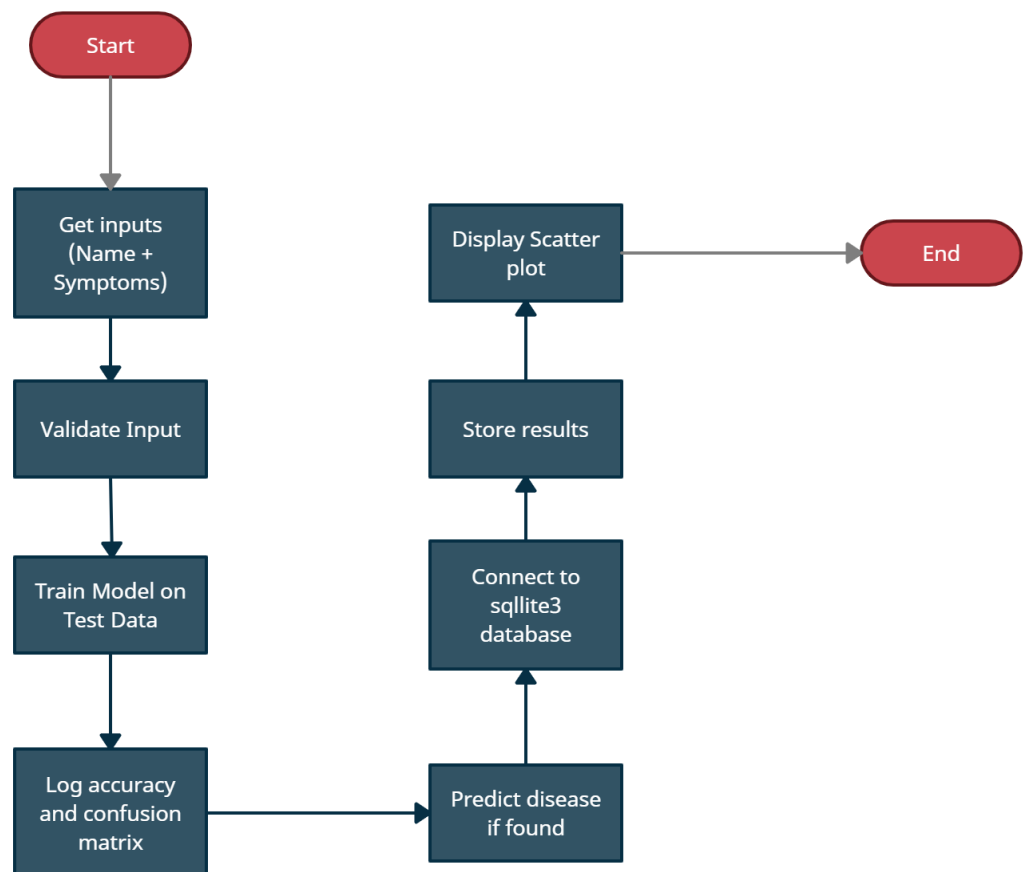 Start
Get inputs
(Name +
Symptoms)
Validate Input
Train Model on
Test Data
Log accuracy
and confusion
matrix
Predict disease
if found
Connect to
sqllite3
database
Store results
Display Scatter
plot
End